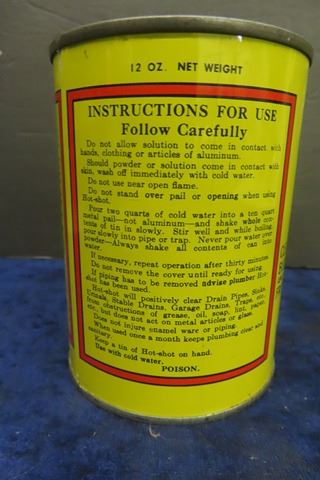 12 OZ. NET WEIGHT
INSTRUCTIONS FOR USE
Follow Carefully
Do not allow solution to come in contact with
hands, clothing or articles of aluminum.
Should powder or solution come in contact with
skin, wash off immediately with cold water.
Do not use near open flame.
Do not stand over pail or opening when using
Hot-shot.
Pour two quarts of cold water into a ten quart
metal pail—not aluminum—and shake whole con-
tents of tin in slowly. Stir well and while boiling,
pour slowly into pipe or trap. Never pour water over
powder—Always shake all contents of can into
water.
If necessary, repeat operation after thirty minutes.
Do not remove the cover until ready for using.
If piping has to be removed advise plumber Hot-
shot has been used.
Hot-shot will positively clear Drain Pipes, Sinks,
Urinals, Stable Drains, Garage Drains, Traps, etc.,
from obstructions of grease, oil, soap, lint, paper,
etc., but does not act on metal articles or glass.
Does not injure enamel ware or piping.
When used once a month keeps plumbing clear and
sanitary
Keep a tin of Hot-shot on hand.
Use with cold water.
POISON.